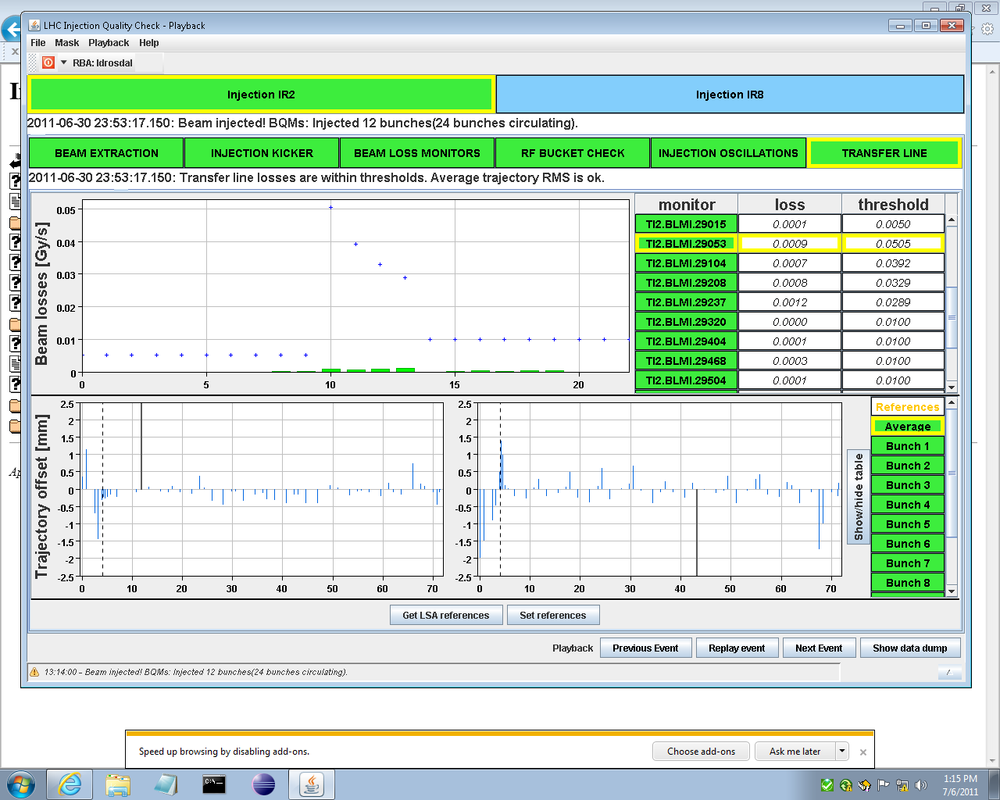 LHC Injection Quality Check - Playback
File Mask Playback Help
RBA: ldrosdal
Injection IR2
Injection IR8
2011-06-30 23:53:17.150: Beam injected! BQMs: Injected 12 bunches(24 bunches circulating).
BEAM EXTRACTION
INJECTION KICKER
BEAM LOSS MONITORS
RF BUCKET CHECK
INJECTION OSCILLATIONS
TRANSFER LINE
2011-06-30 23:53:17.150: Transfer line losses are within thresholds. Average trajectory RMS is ok.
Beam losses [Gy/s]
0.05
0.04
0.03
0.02
0.01
0
0 5 10 15 20
monitor loss threshold
TI2.BLMI.29015 0.0001 0.0050
TI2.BLMI.29053 0.0009 0.0505
TI2.BLMI.29104 0.0007 0.0392
TI2.BLMI.29208 0.0008 0.0329
TI2.BLMI.29237 0.0012 0.0289
TI2.BLMI.29320 0.0000 0.0100
TI2.BLMI.29404 0.0001 0.0100
TI2.BLMI.29468 0.0003 0.0100
TI2.BLMI.29504 0.0001 0.0100
Trajectory offset [mm]
2.5
2
1.5
1
0.5
0
-0.5
-1
-1.5
-2
-2.5
0 10 20 30 40 50 60 70
2.5
2
1.5
1
0.5
0
-0.5
-1
-1.5
-2
-2.5
0 10 20 30 40 50 60 70
Show/hide table
References
Average
Bunch 1
Bunch 2
Bunch 3
Bunch 4
Bunch 5
Bunch 6
Bunch 7
Bunch 8
Get LSA references
Set references
Playback
Previous Event
Replay event
Next Event
Show data dump
13:14:00 - Beam injected! BQMs: Injected 12 bunches(24 bunches circulating).
Speed up browsing by disabling add-ons.
Choose add-ons
Ask me later
C:\
1:15 PM
7/6/2011